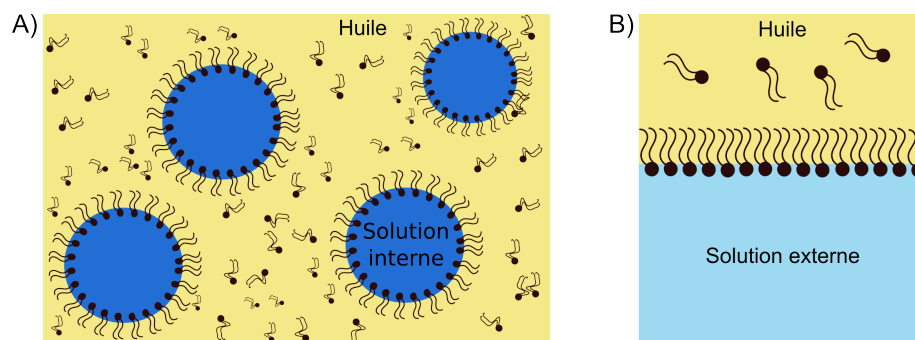 A)
Huile
Solution
interne
B)
Huile
Solution externe